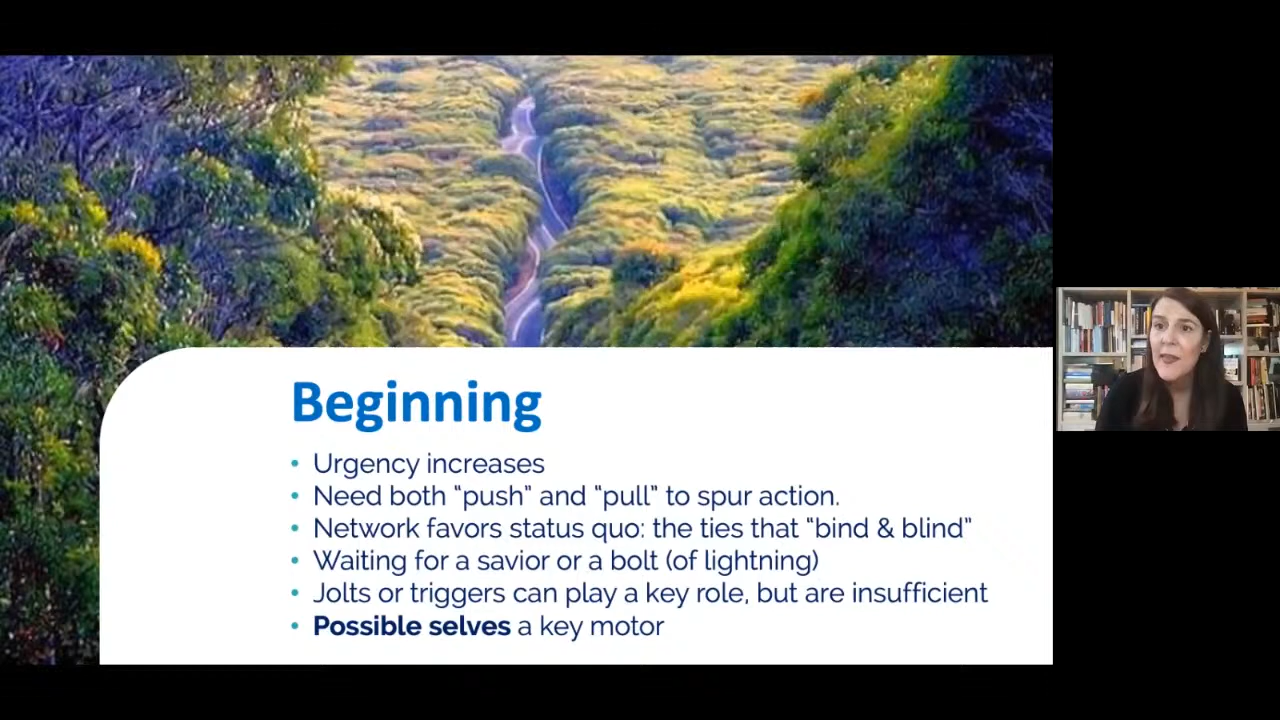 Beginning
• Urgency increases
• Need both “push” and “pull” to spur action.
• Network favors status quo: the ties that “bind & blind”
• Waiting for a savior or a bolt (of lightning)
• Jolts or triggers can play a key role, but are insufficient
• Possible selves a key motor